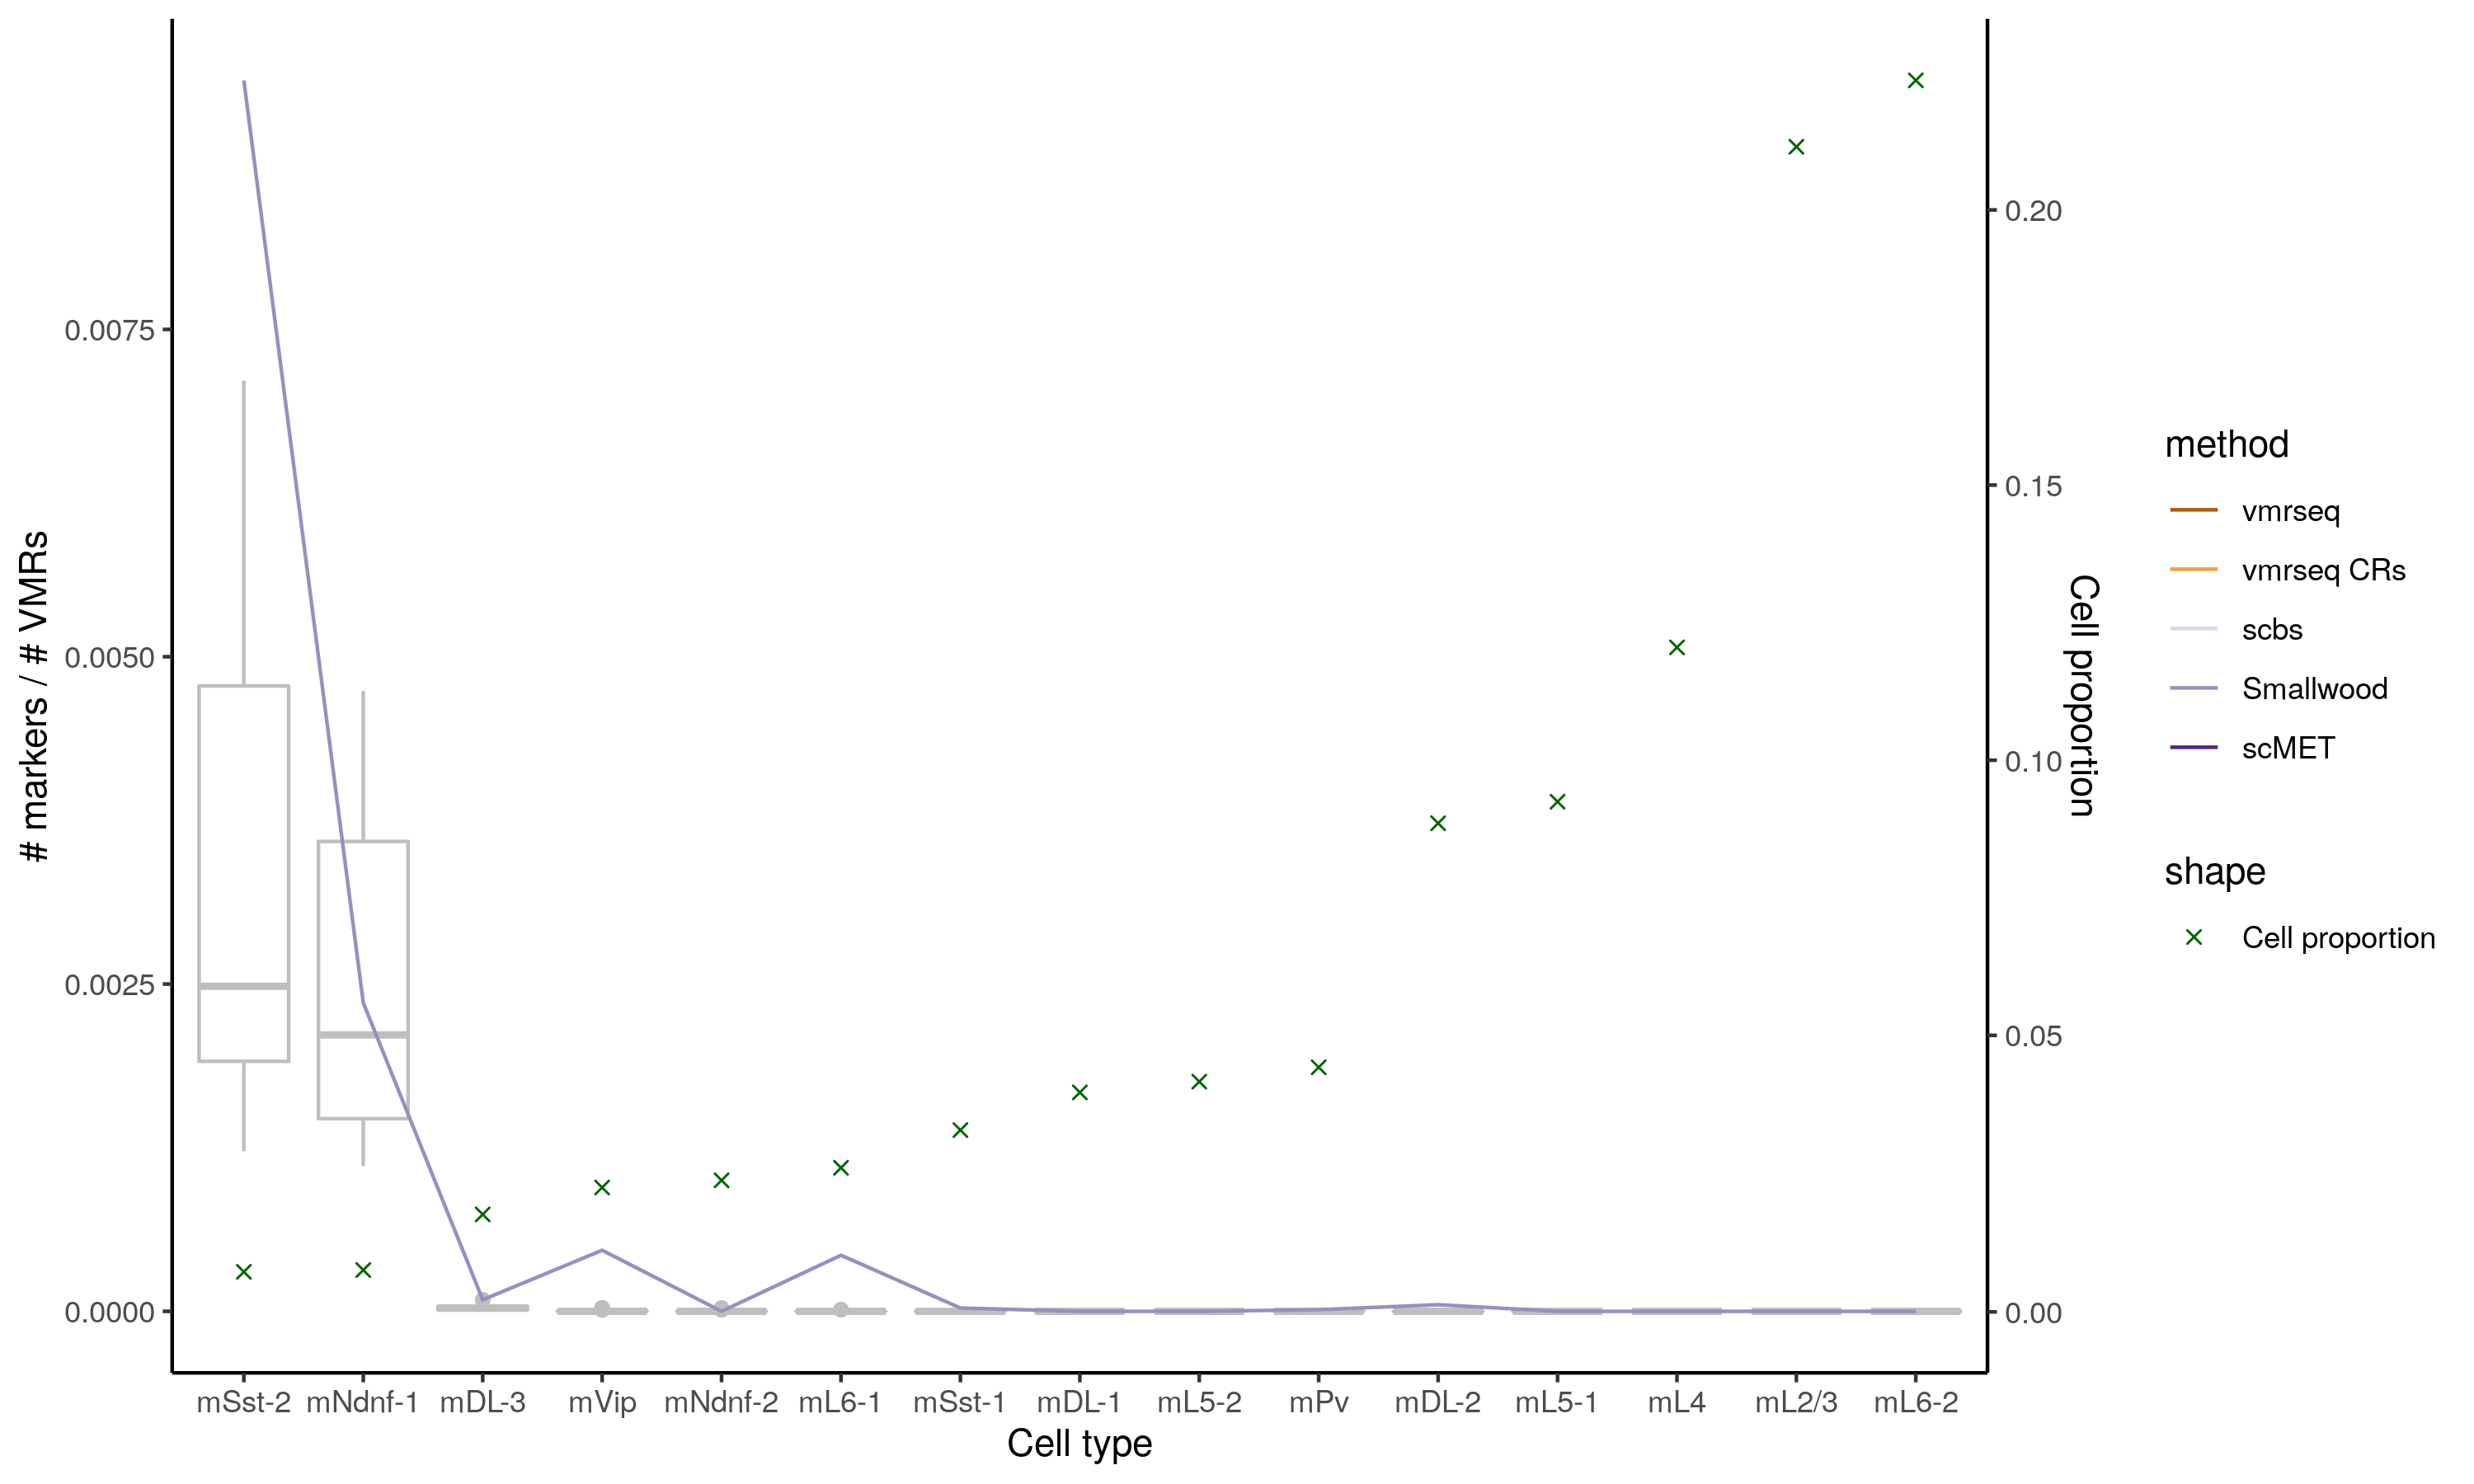 # markers / # VMRs
0.0075
0.0050
0.0025
0.0000
mSst-2 mNdnf-1 mDL-3 mVip mNdnf-2 mL6-1 mSst-1 mDL-1 mL5-2 mPv mDL-2 mL5-1 mL4 mL2/3 mL6-2
Cell type
0.20
0.15
0.10
0.05
0.00
Cell proportion
method
vmrseq
vmrseq CRs
scbs
Smallwood
scMET
shape
Cell proportion